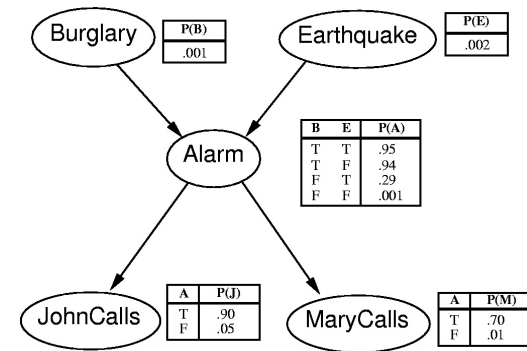 Burglary
P(B)
.001
Earthquake
P(E)
.002
Alarm
B E P(A)
T T .95
T F .94
F T .29
F F .001
JohnCalls
A P(J)
T .90
F .05
MaryCalls
A P(M)
T .70
F .01